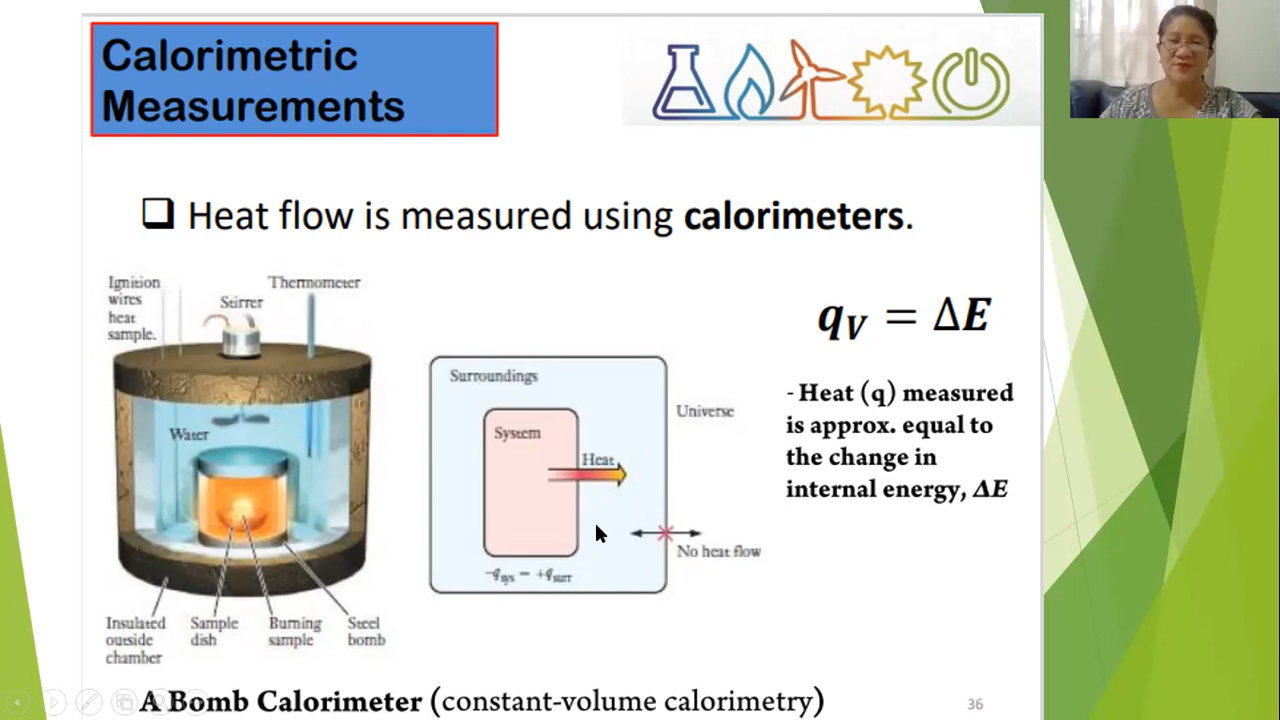 Calorimetric
Measurements
❑ Heat flow is measured using calorimeters.
Ignition
wires
heat
sample.
Stirrer
Thermometer
Water
Insulated
outside
chamber
Sample
dish
Burning
sample
Steel
bomb
Surroundings
System
Heat
Universe
No heat flow
−qsys = +qsurr
qV = ΔE
- Heat (q) measured
is approx. equal to
the change in
internal energy, ΔE
A Bomb Calorimeter (constant-volume calorimetry)
36